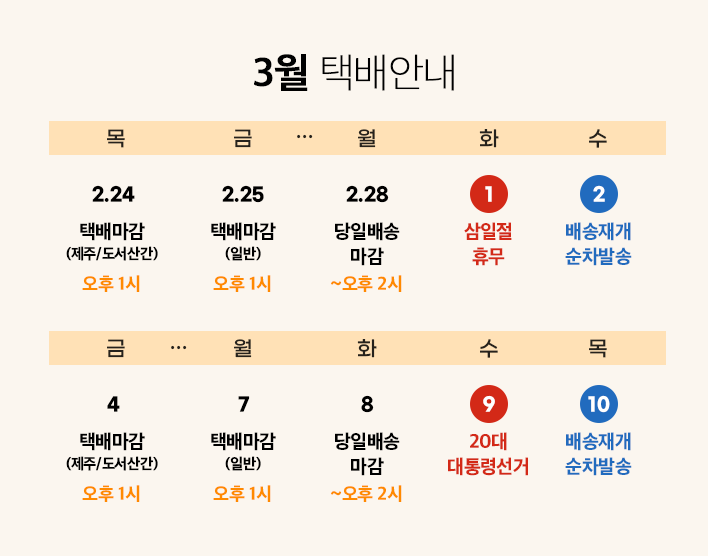 3월 택배안내
목 금 ··· 월 화 수
2.24 2.25 2.28 1 2
택배마감 택배마감 당일배송 삼일절 배송재개
(제주/도서산간) (일반) 마감 휴무 순차발송
오후 1시 오후 1시 ~오후 2시
금 ··· 월 화 수 목
4 7 8 9 10
택배마감 택배마감 당일배송 20대 배송재개
(제주/도서산간) (일반) 마감 대통령선거 순차발송
오후 1시 오후 1시 ~오후 2시